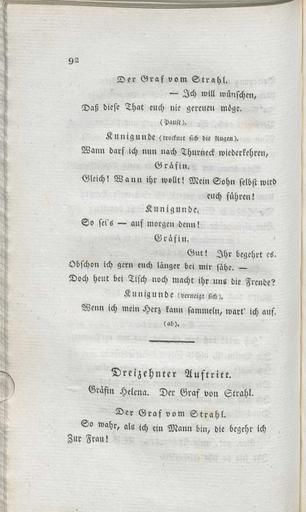 92
Der Graf vom Strahl.
— Ich will wünschen,
Daß diese That euch nie gereuen möge.
(Pause).
Kunigunde (trocknet sich die Augen).
Wann darf ich nun nach Thurneck wiederkehren,
Gräfin.
Gleich! Wann ihr wollt! Mein Sohn selbst wird
euch führen!
Kunigunde.
So sei's — auf morgen denn!
Gräfin.
Gut! Ihr begehrt es.
Obschon ich gern euch länger bei mir sähe. —
Doch heut bei Tisch noch macht ihr uns die Freude?
Kunigunde (verneigt sich).
Wenn ich mein Herz kann sammeln, wart' ich auf.
(ab).
Dreizehnter Auftritt.
Gräfin Helena. Der Graf von Strahl.
Der Graf vom Strahl.
So wahr, als ich ein Mann bin, die begehr ich
Zur Frau!